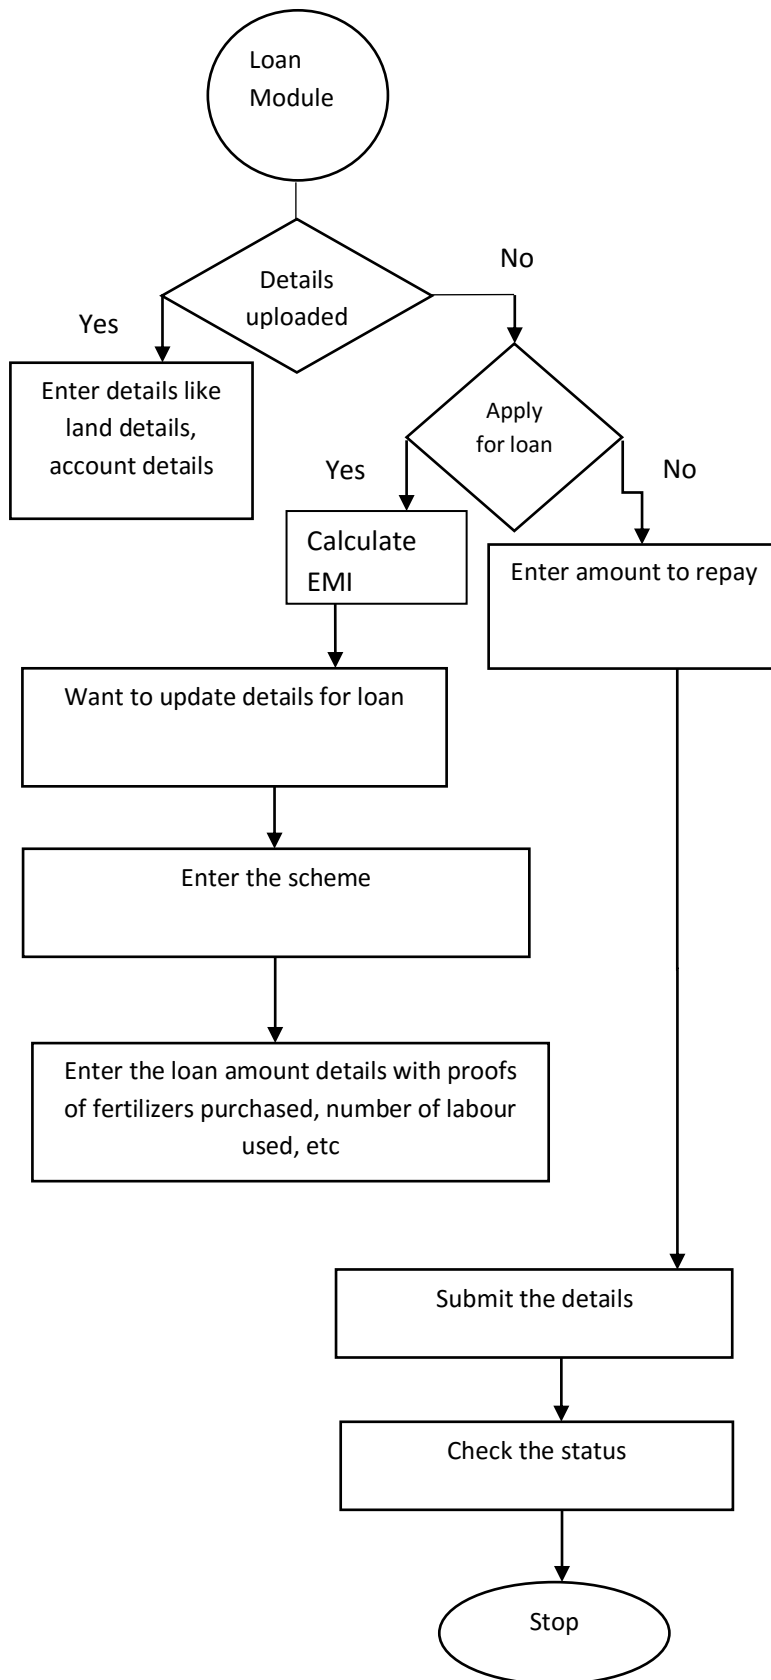 Loan
Module
Details
uploaded
No
Yes
Enter details like
land details,
account details
Apply
for loan
Yes
No
Calculate
EMI
Enter amount to repay
Want to update details for loan
Enter the scheme
Enter the loan amount details with proofs
of fertilizers purchased, number of labour
used, etc
Submit the details
Check the status
Stop